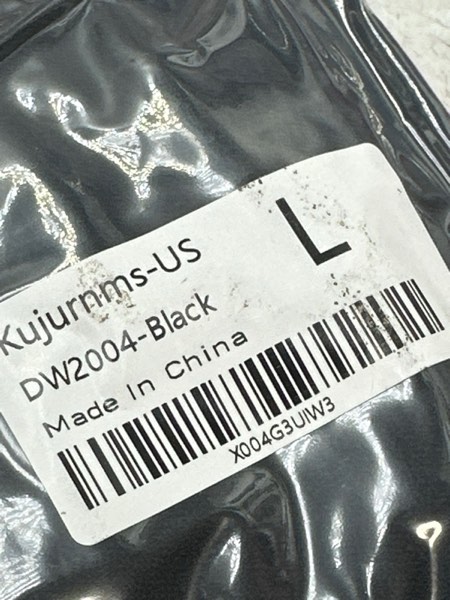 L
Kujurnms-US
DW2004-Black
Made In China
X004G3UIW3